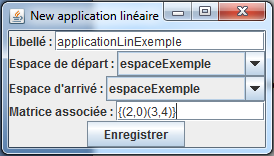 New application linéaire
Libellé : applicationLinExemple
Espace de départ : espaceExemple
Espace d'arrivé : espaceExemple
Matrice associée : {(2,0)(3,4)}
Enregistrer